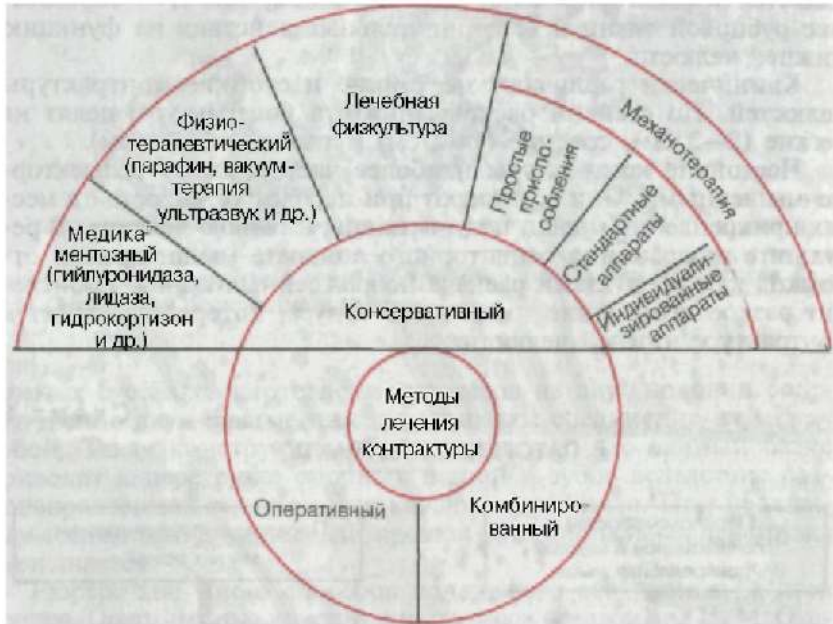 Лечебная
физкультура
Физио-
терапевтический
(парафин, вакуум-
терапия
ультразвук и др.)
Медика-
ментозный
(гийлуронидаза,
лицаза,
гидрокортизон
и др.)
Механотерапия
Простые
приспо-
собления
Стандартные
аппараты
Индивидуали-
зированные
аппараты
Консервативный
Методы
лечения
контрактуры
Оперативный
Комбиниро-
ванный